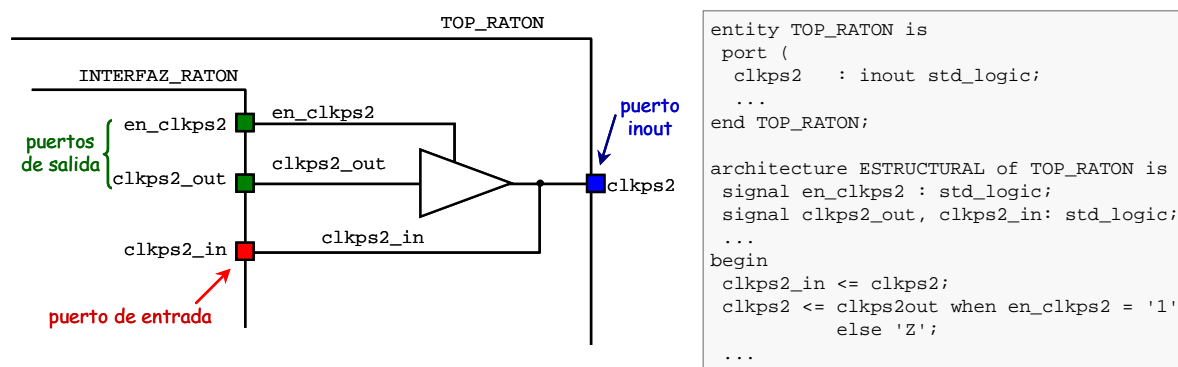 TOP_RATON
INTERFAZ_RATON
puertos
de salida
en_clkps2
en_clkps2
clkps2_out
clkps2_out
clkps2_in
clkps2_in
puerto de entrada
puerto
inout
clkps2
entity TOP_RATON is
port (
clkps2 : inout std_logic;
...
end TOP_RATON;
architecture ESTRUCTURAL of TOP_RATON is
signal en_clkps2 : std_logic;
signal clkps2_out, clkps2_in: std_logic;
...
begin
clkps2_in <= clkps2;
clkps2 <= clkps2out when en_clkps2 = '1'
else 'Z';
...